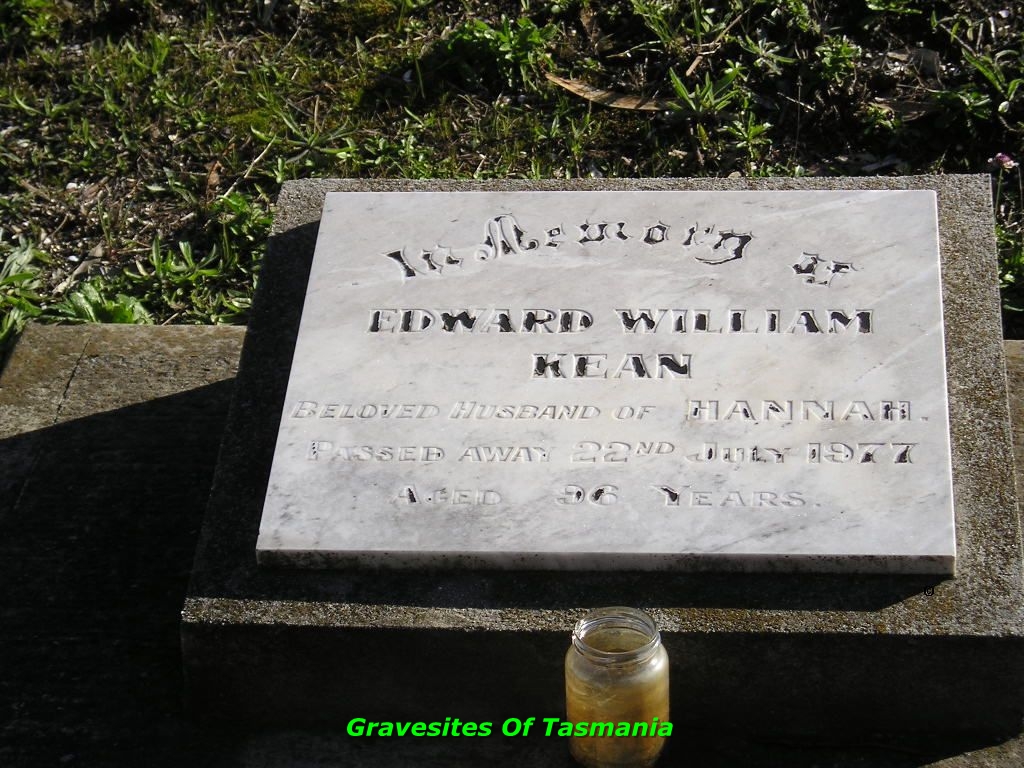 In Memory of
EDWARD WILLIAM
KEAN
BELOVED HUSBAND OF HANNAH.
PASSED AWAY 22ND JULY 1977
AGED 96 YEARS.
Gravesites Of Tasmania